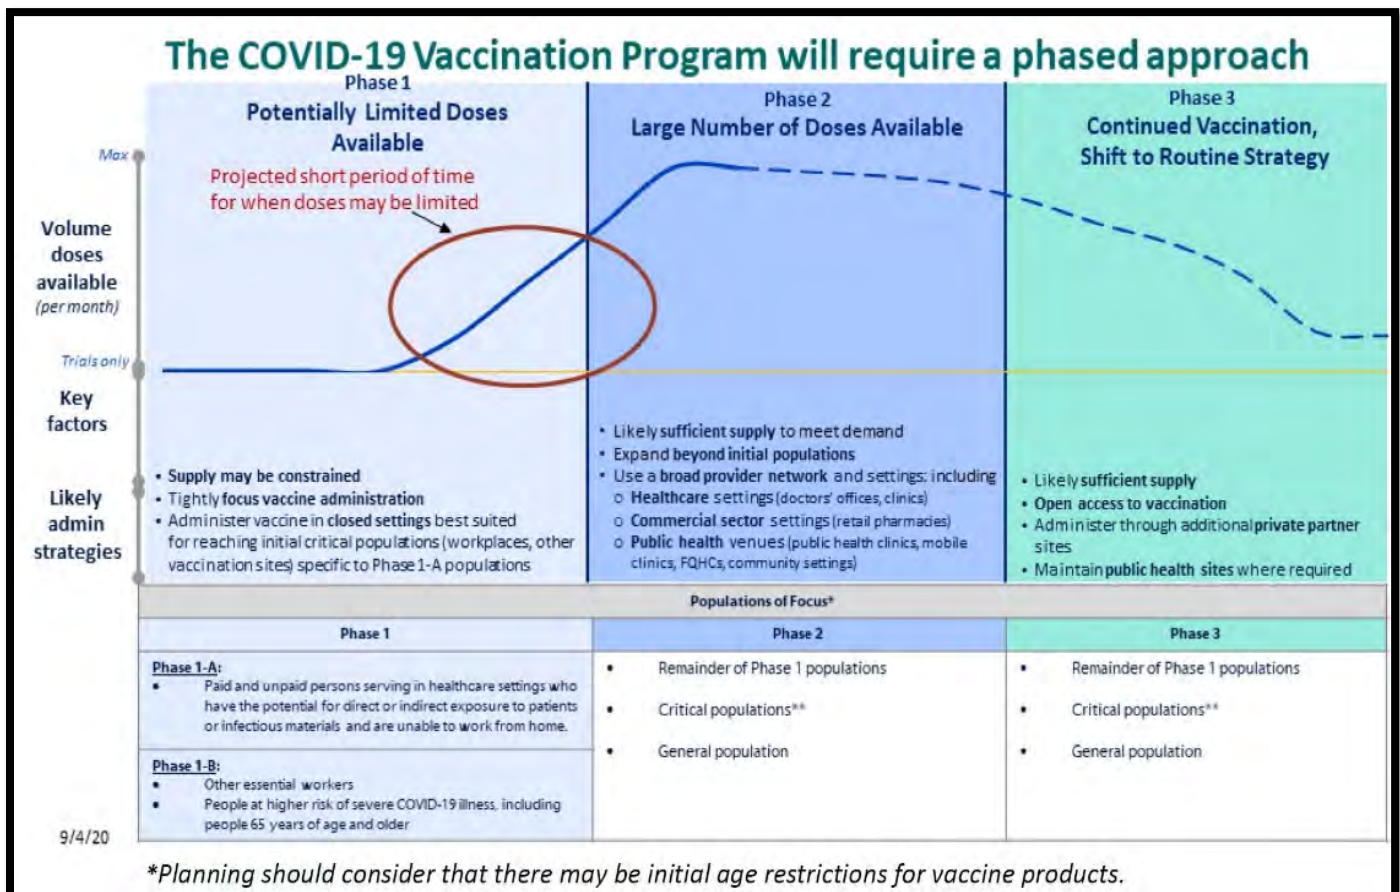 The COVID-19 Vaccination Program will require a phased approach
Phase 1
Potentially Limited Doses
Available
Projected short period of time
for when doses may be limited
Phase 2
Large Number of Doses Available
Phase 3
Continued Vaccination,
Shift to Routine Strategy
Max
Volume
doses
available
(per month)
Trials only
Key
factors
Likely
admin
strategies
• Supply may be constrained
• Tightly focus vaccine administration
• Administer vaccine in closed settings best suited
for reaching initial critical populations (workplaces, other
vaccination sites) specific to Phase 1-A populations
• Likely sufficient supply to meet demand
• Expand beyond initial populations
• Use a broad provider network and settings: including
o Healthcare settings (doctors' offices, clinics)
o Commercial sector settings (retail pharmacies)
o Public health venues (public health clinics, mobile
clinics, FQHCs, community settings)
• Likely sufficient supply
• Open access to vaccination
• Administer through additional private partner
sites
• Maintain public health sites where required
Populations of Focus*
Phase 1
Phase 2
Phase 3
Phase 1-A:
• Paid and unpaid persons serving in healthcare settings who
have the potential for direct or indirect exposure to patients
or infectious materials and are unable to work from home.
Phase 1-B:
• Other essential workers
• People at higher risk of severe COVID-19 illness, including
people 65 years of age and older
• Remainder of Phase 1 populations
• Critical populations**
• General population
• Remainder of Phase 1 populations
• Critical populations**
• General population
9/4/20
*Planning should consider that there may be initial age restrictions for vaccine products.